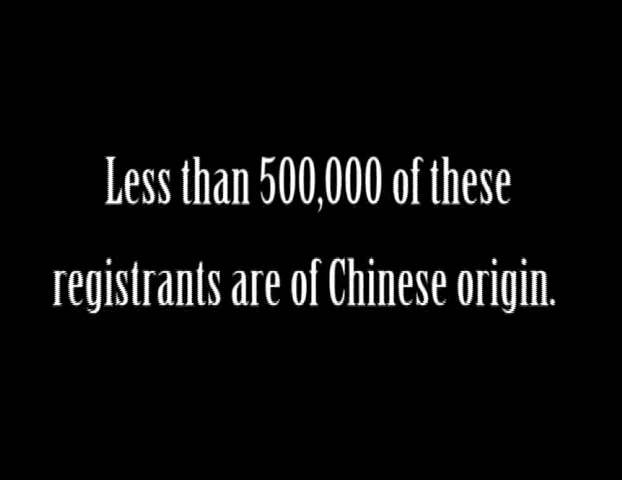 Less than 500,000 of these
registrants are of Chinese origin.